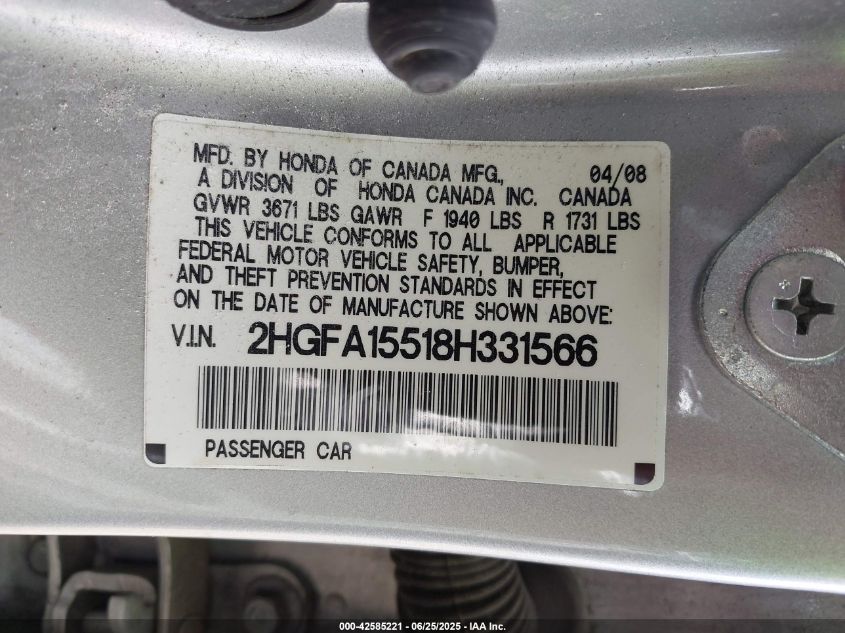 MFD. BY HONDA OF CANADA MFG., 04/08
A DIVISION OF HONDA CANADA INC. CANADA
GVWR 3671 LBS GAWR F 1940 LBS R 1731 LBS
THIS VEHICLE CONFORMS TO ALL APPLICABLE
FEDERAL MOTOR VEHICLE SAFETY, BUMPER,
AND THEFT PREVENTION STANDARDS IN EFFECT
ON THE DATE OF MANUFACTURE SHOWN ABOVE:
V.I.N. 2HGFA15518H331566
PASSENGER CAR
000-42585221 - 06/25/2025 - IAA Inc.